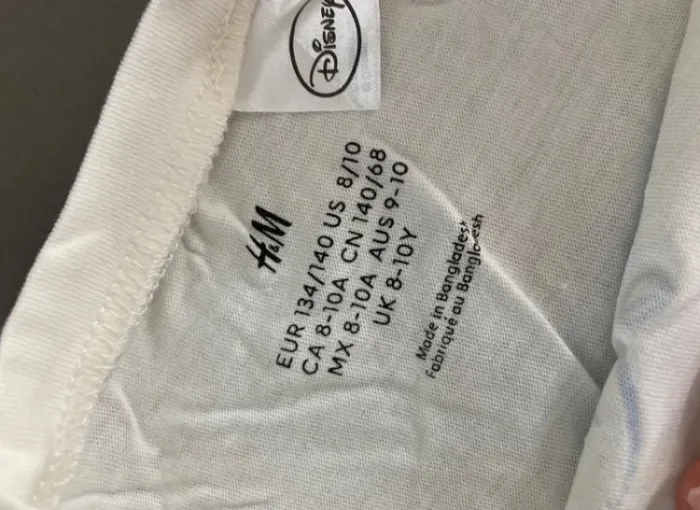 Disney
H&M
EUR 134/140 US 8/10
CA 8-10A CN 140/68
MX 8-10A AUS 9-10
UK 8-10Y
Made in Bangladesh
Fabriqué au Bangladesh